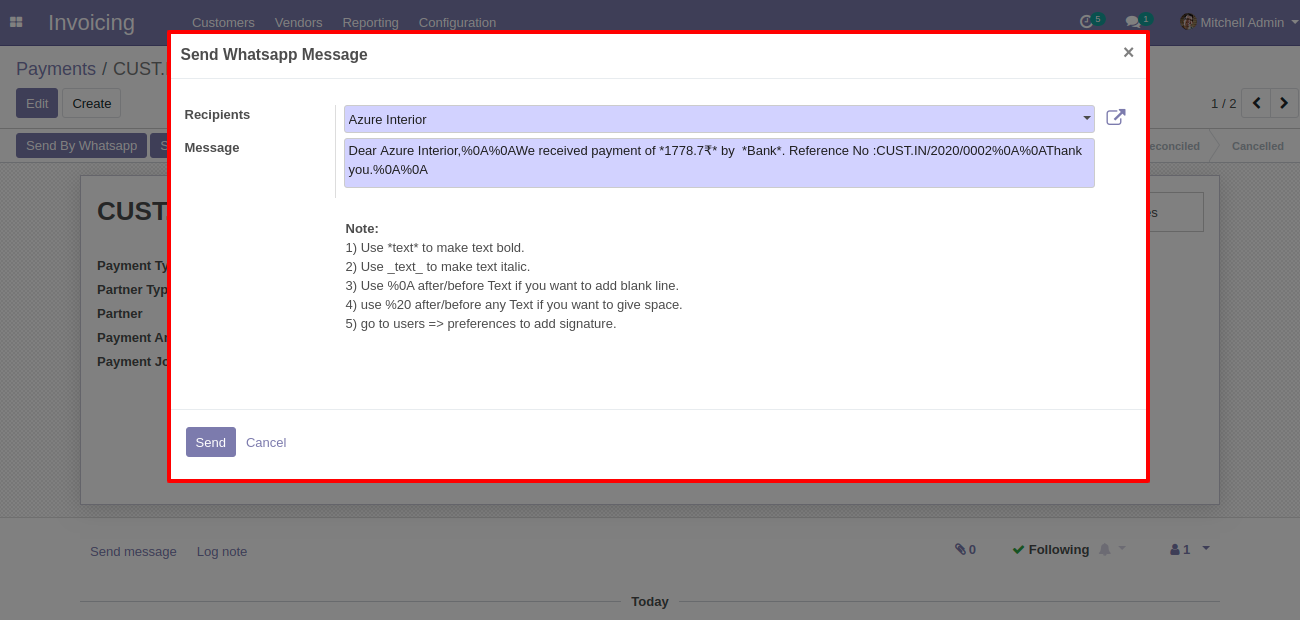 Invoicing
Customers Vendors Reporting Configuration
5 1 Mitchell Admin
Payments / CUST.
Edit Create
1 / 2
Send By Whatsapp S
econciled Cancelled
Send Whatsapp Message ×
Recipients Azure Interior
Message Dear Azure Interior,%0A%0AWe received payment of *1778.7₹* by  *Bank*. Reference No :CUST.IN/2020/0002%0A%0AThank
you.%0A%0A
Note:
1) Use *text* to make text bold.
2) Use _text_ to make text italic.
3) Use %0A after/before Text if you want to add blank line.
4) use %20 after/before any Text if you want to give space.
5) go to users => preferences to add signature.
Send Cancel
CUST.
es
Payment Ty
Partner Typ
Partner
Payment Am
Payment Jo
Send message Log note
0 Following 1
Today